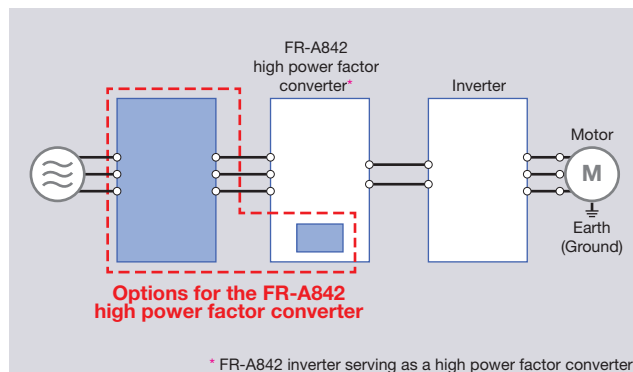 FR-A842
high power factor
converter*
Inverter
Motor
M
Earth
(Ground)
Options for the FR-A842
high power factor converter
* FR-A842 inverter serving as a high power factor converter